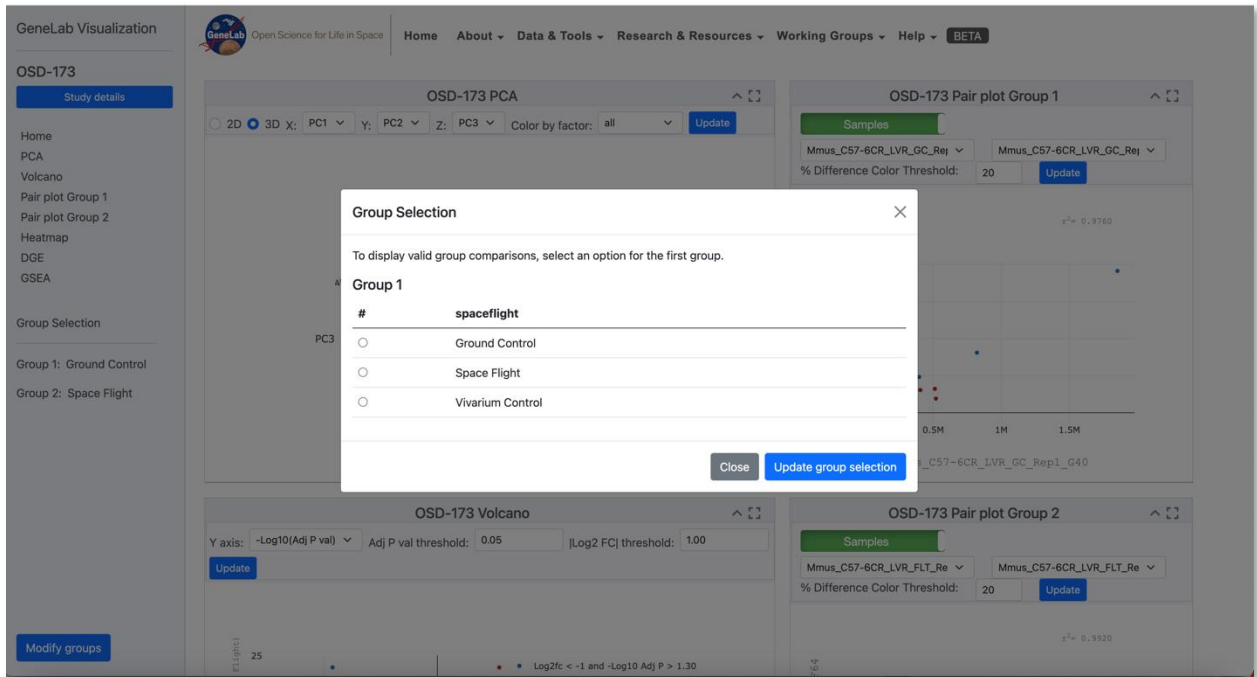 GeneLab Visualization
OSD-173
Study details
Home
PCA
Volcano
Pair plot Group 1
Pair plot Group 2
Heatmap
DGE
GSEA
Group Selection
Group 1: Ground Control
Group 2: Space Flight
Modify groups
GeneLab
Open Science for Life in Space
Home About Data & Tools Research & Resources Working Groups Help BETA
OSD-173 PCA
2D 3D X: PC1 Y: PC2 Z: PC3 Color by factor: all Update
PC3
OSD-173 Pair plot Group 1
Samples
Mmus_C57-6CR_LVR_GC_Rep Mmus_C57-6CR_LVR_GC_Rep
% Difference Color Threshold: 20 Update
r²= 0.9760
0.5M 1M 1.5M
_C57-6CR_LVR_GC_Rep1_G40
Group Selection
To display valid group comparisons, select an option for the first group.
Group 1
# spaceflight
Ground Control
Space Flight
Vivarium Control
Close Update group selection
OSD-173 Volcano
Y axis: -Log10(Adj P val) Adj P val threshold: 0.05 |Log2 FC| threshold: 1.00
Update
25
Log2fc < -1 and -Log10 Adj P > 1.30
OSD-173 Pair plot Group 2
Samples
Mmus_C57-6CR_LVR_FLT_Re Mmus_C57-6CR_LVR_FLT_Re
% Difference Color Threshold: 20 Update
r²= 0.9920